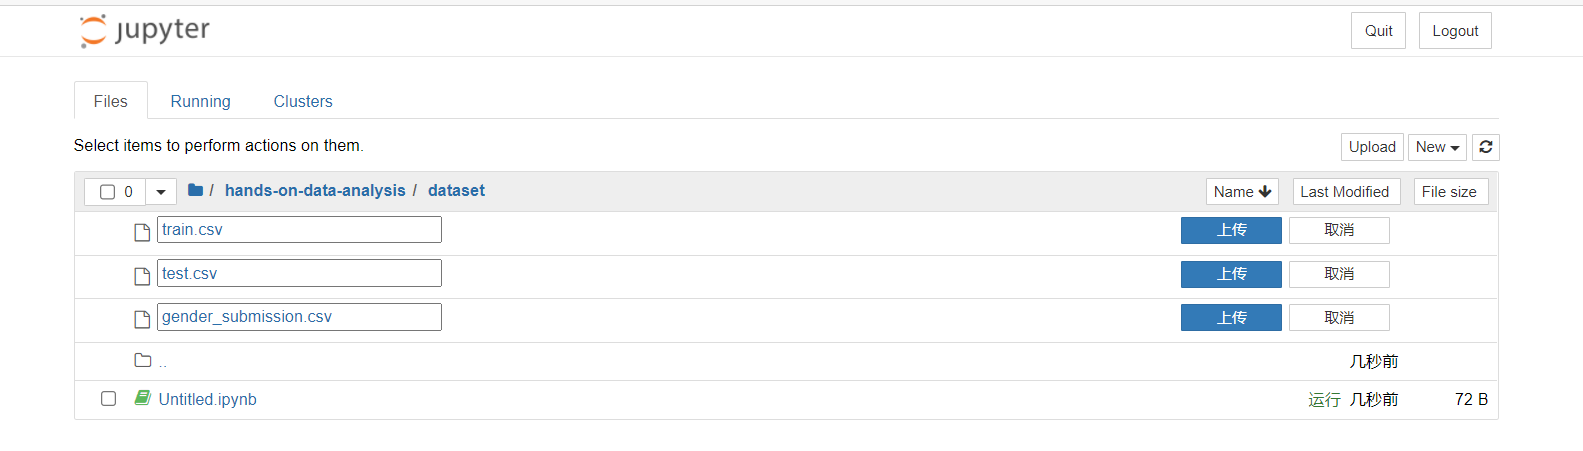 jupyter Quit Logout
Files Running Clusters
Select items to perform actions on them. Upload New
0 / hands-on-data-analysis / dataset Name Last Modified File size
train.csv 上传 取消
test.csv 上传 取消
gender_submission.csv 上传 取消
.. 几秒前
Untitled.ipynb 运行 几秒前 72 B